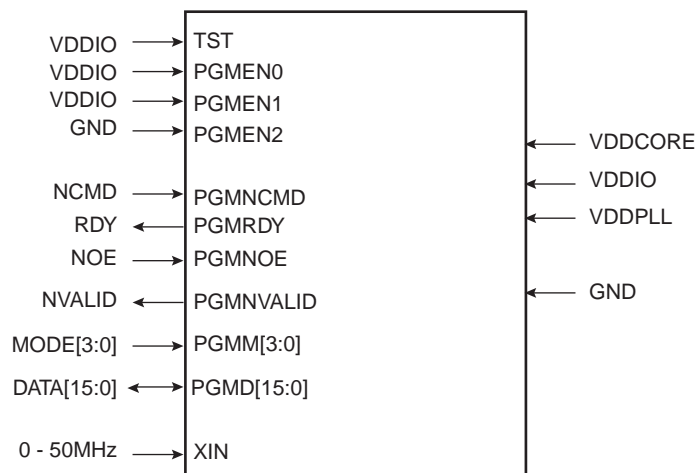 VDDIO TST
VDDIO PGMEN0
VDDIO PGMEN1
GND PGMEN2
VDDCORE
NCMD PGMNCMD
VDDIO
RDY PGMRDY
VDDPLL
NOE PGMNOE
NVALID PGMNVALID
GND
MODE[3:0] PGMM[3:0]
DATA[15:0] PGMD[15:0]
0 - 50MHz XIN